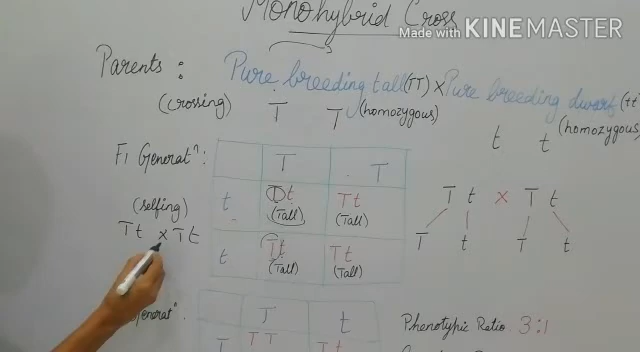 Monohybrid Cross
Made with KINEMASTER
Parents : Pure breeding tall (TT) × Pure breeding dwarf (tt)
(crossing) T T (homozygous) t t (homozygous)
F1 Generatⁿ:
T T
t Tt Tt
(Tall) (Tall)
t Tt Tt
(Tall) (Tall)
(selfing)
Tt × Tt
Tt × Tt
T t T t
T t
T TT Tt
Phenotypic Ratio 3:1